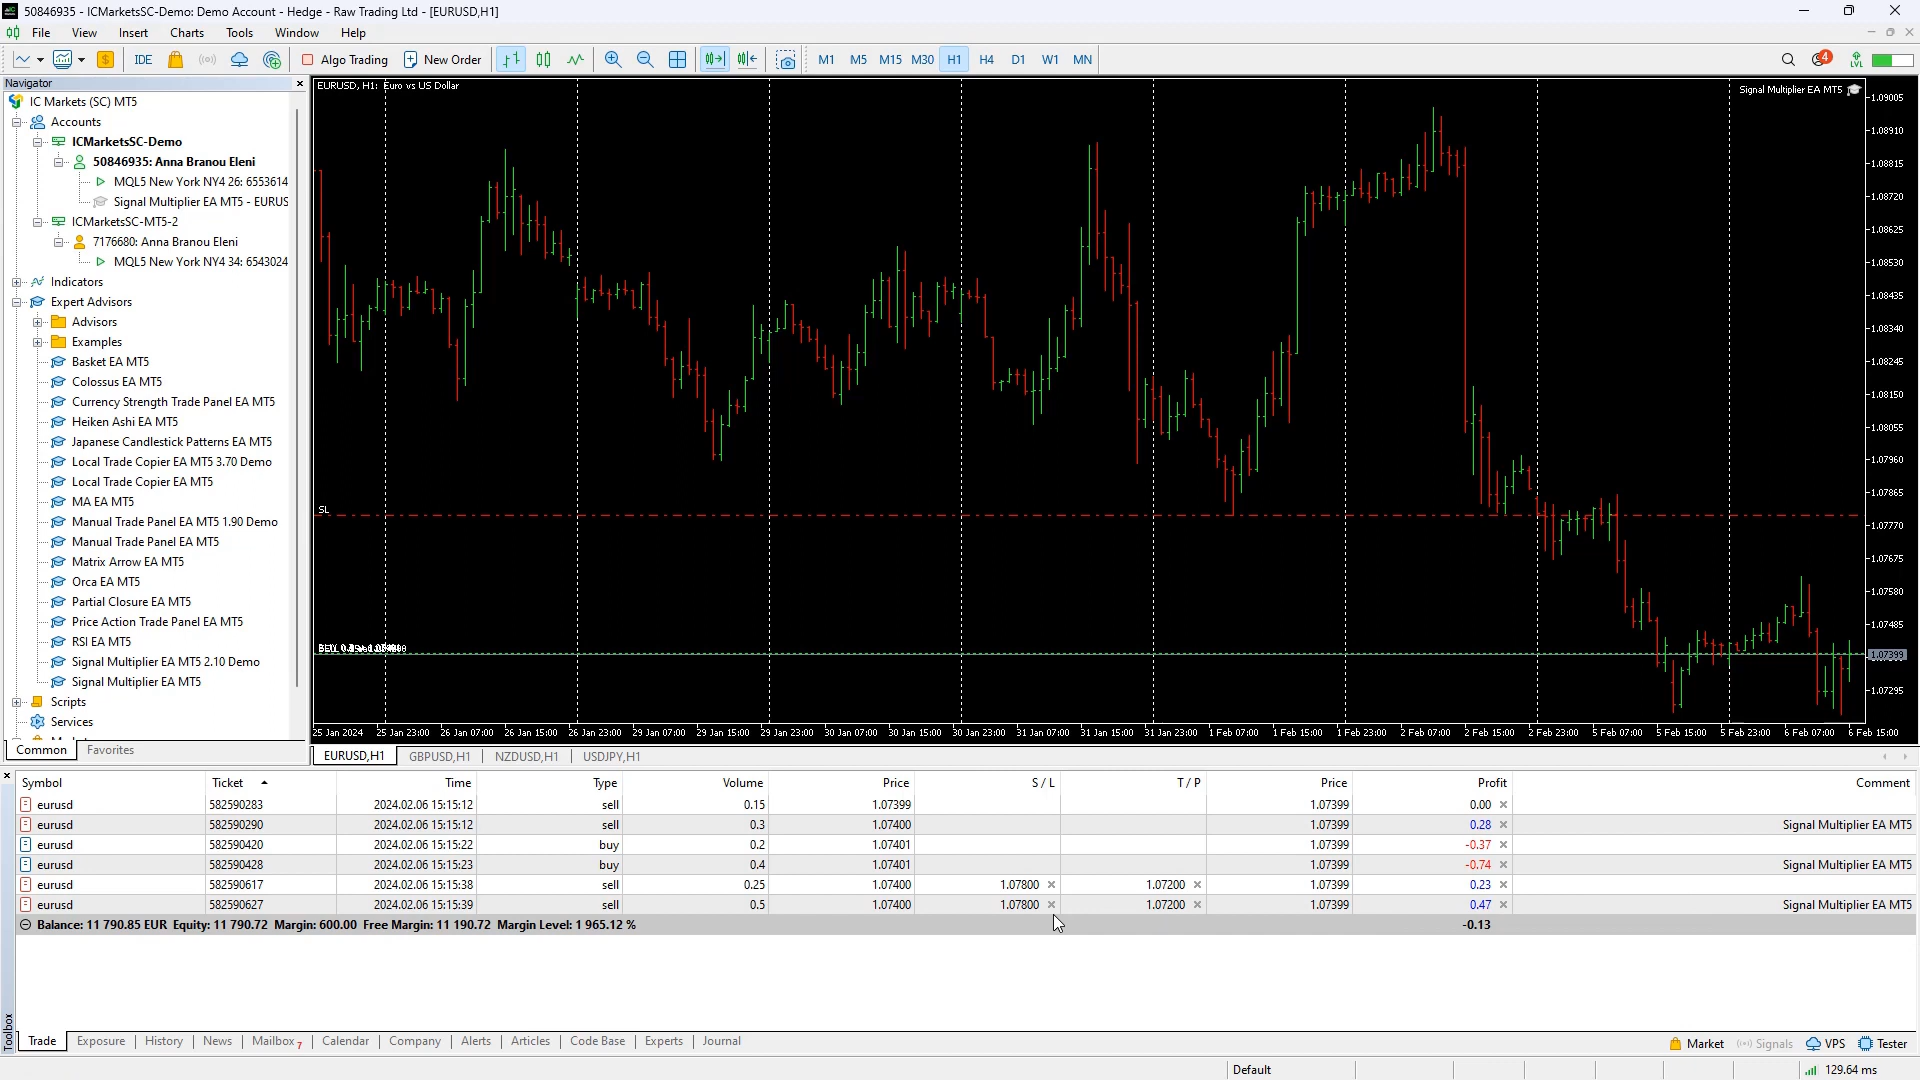 50846935 - ICMarketsSC-Demo: Demo Account - Hedge - Raw Trading Ltd - [EURUSD,H1]
File View Insert Charts Tools Window Help
IDE Algo Trading New Order M1 M5 M15 M30 H1 H4 D1 W1 MN 4 LVL
Navigator
IC Markets (SC) MT5
Accounts
ICMarketsSC-Demo
50846935: Anna Branou Eleni
MQL5 New York NY4 26: 6553614
Signal Multiplier EA MT5 - EURUS
ICMarketsSC-MT5-2
7176680: Anna Branou Eleni
MQL5 New York NY4 34: 6543024
Indicators
Expert Advisors
Advisors
Examples
Basket EA MT5
Colossus EA MT5
Currency Strength Trade Panel EA MT5
Heiken Ashi EA MT5
Japanese Candlestick Patterns EA MT5
Local Trade Copier EA MT5 3.70 Demo
Local Trade Copier EA MT5
MA EA MT5
Manual Trade Panel EA MT5 1.90 Demo
Manual Trade Panel EA MT5
Matrix Arrow EA MT5
Orca EA MT5
Partial Closure EA MT5
Price Action Trade Panel EA MT5
RSI EA MT5
Signal Multiplier EA MT5 2.10 Demo
Signal Multiplier EA MT5
Scripts
Services
Common Favorites
EURUSD, H1: Euro vs US Dollar
Signal Multiplier EA MT5
SL
1.09005
1.08910
1.08815
1.08720
1.08625
1.08530
1.08435
1.08340
1.08245
1.08150
1.08055
1.07960
1.07865
1.07770
1.07675
1.07580
1.07485
1.07399
1.07295
25 Jan 2024 25 Jan 23:00 26 Jan 07:00 26 Jan 15:00 26 Jan 23:00 29 Jan 07:00 29 Jan 15:00 29 Jan 23:00 30 Jan 07:00 30 Jan 15:00 30 Jan 23:00 31 Jan 07:00 31 Jan 15:00 31 Jan 23:00 1 Feb 07:00 1 Feb 15:00 1 Feb 23:00 2 Feb 07:00 2 Feb 15:00 2 Feb 23:00 5 Feb 07:00 5 Feb 15:00 5 Feb 23:00 6 Feb 07:00 6 Feb 15:00
EURUSD,H1 GBPUSD,H1 NZDUSD,H1 USDJPY,H1
Symbol Ticket Time Type Volume Price S / L T / P Price Profit Comment
eurusd 582590283 2024.02.06 15:15:12 sell 0.15 1.07399 1.07399 0.00
eurusd 582590290 2024.02.06 15:15:12 sell 0.3 1.07400 1.07399 0.28 Signal Multiplier EA MT5
eurusd 582590420 2024.02.06 15:15:22 buy 0.2 1.07401 1.07399 -0.37
eurusd 582590428 2024.02.06 15:15:23 buy 0.4 1.07401 1.07399 -0.74 Signal Multiplier EA MT5
eurusd 582590617 2024.02.06 15:15:38 sell 0.25 1.07400 1.07800 1.07200 1.07399 0.23
eurusd 582590627 2024.02.06 15:15:39 sell 0.5 1.07400 1.07800 1.07200 1.07399 0.47 Signal Multiplier EA MT5
Balance: 11 790.85 EUR Equity: 11 790.72 Margin: 600.00 Free Margin: 11 190.72 Margin Level: 1 965.12 % -0.13
Toolbox
Trade Exposure History News Mailbox 7 Calendar Company Alerts Articles Code Base Experts Journal Market Signals VPS Tester
Default 129.64 ms